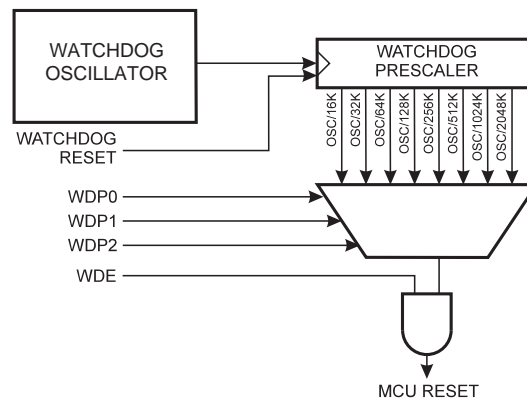 WATCHDOG
OSCILLATOR
WATCHDOG
PRESCALER
WATCHDOG
RESET
OSC/16K
OSC/32K
OSC/64K
OSC/128K
OSC/256K
OSC/512K
OSC/1024K
OSC/2048K
WDP0
WDP1
WDP2
WDE
MCU RESET